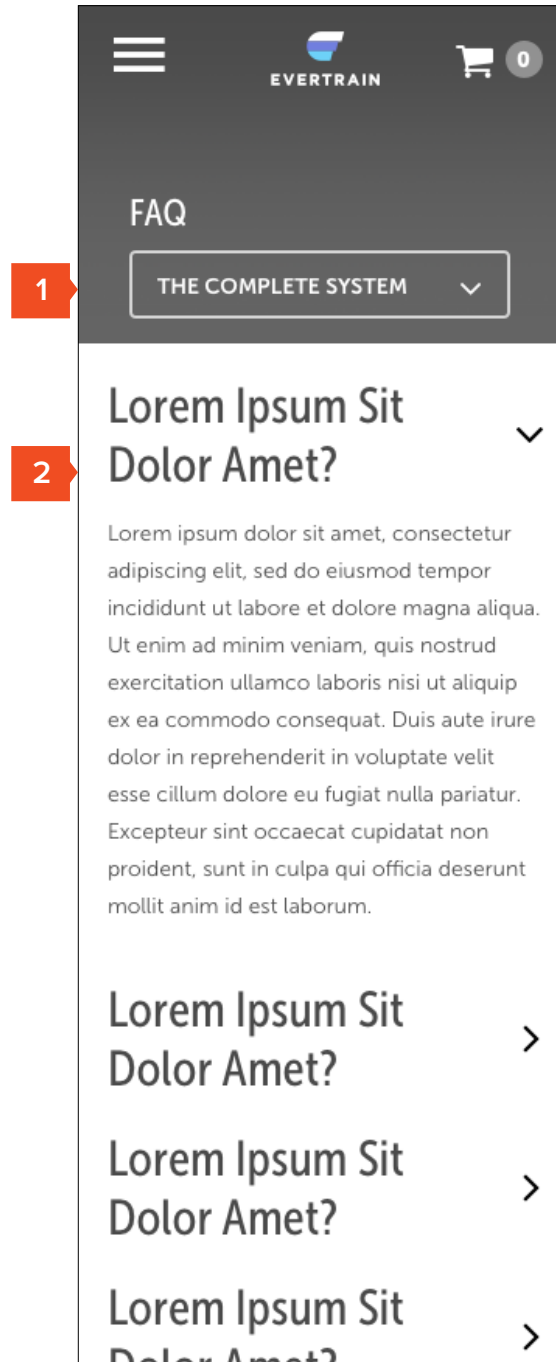 EVERTRAIN
0
FAQ
1
THE COMPLETE SYSTEM
Lorem Ipsum Sit
Dolor Amet?
2
Lorem ipsum dolor sit amet, consectetur
adipiscing elit, sed do eiusmod tempor
incididunt ut labore et dolore magna aliqua.
Ut enim ad minim veniam, quis nostrud
exercitation ullamco laboris nisi ut aliquip
ex ea commodo consequat. Duis aute irure
dolor in reprehenderit in voluptate velit
esse cillum dolore eu fugiat nulla pariatur.
Excepteur sint occaecat cupidatat non
proident, sunt in culpa qui officia deserunt
mollit anim id est laborum.
Lorem Ipsum Sit
Dolor Amet?
Lorem Ipsum Sit
Dolor Amet?
Lorem Ipsum Sit
Dolor Amet?